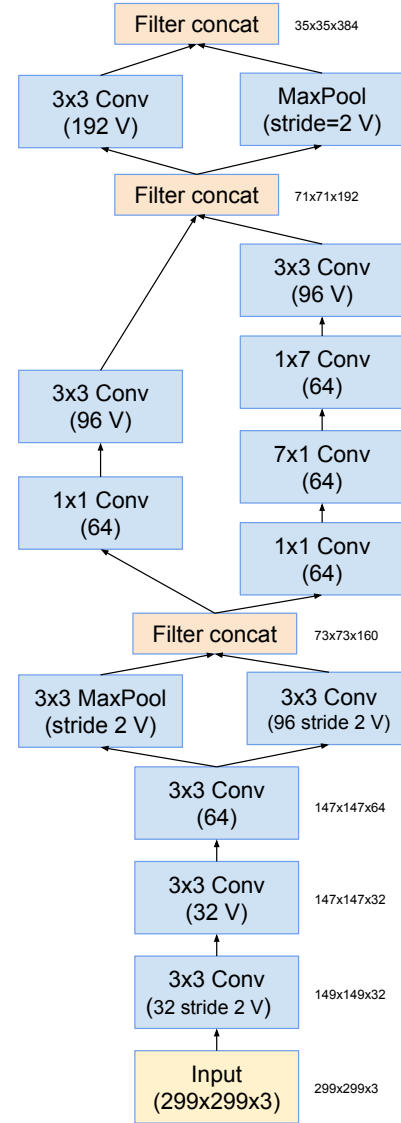 Filter concat
35x35x384
3x3 Conv
(192 V)
MaxPool
(stride=2 V)
Filter concat
71x71x192
3x3 Conv
(96 V)
1x7 Conv
(64)
3x3 Conv
(96 V)
7x1 Conv
(64)
1x1 Conv
(64)
1x1 Conv
(64)
Filter concat
73x73x160
3x3 MaxPool
(stride 2 V)
3x3 Conv
(96 stride 2 V)
3x3 Conv
(64)
147x147x64
3x3 Conv
(32 V)
147x147x32
3x3 Conv
(32 stride 2 V)
149x149x32
Input
(299x299x3)
299x299x3